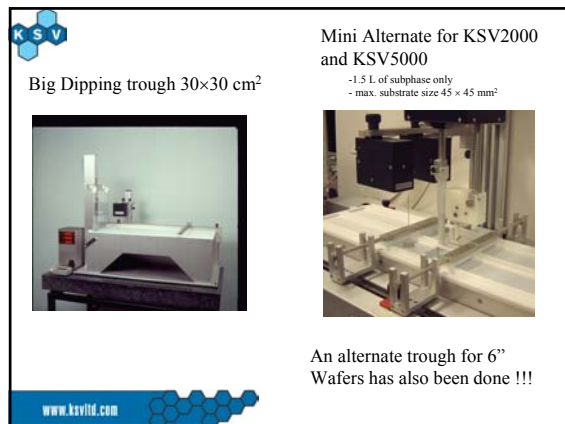 KSV
Big Dipping trough 30×30 cm²
Mini Alternate for KSV2000
and KSV5000
-1.5 L of subphase only
- max. substrate size 45 × 45 mm²
An alternate trough for 6”
Wafers has also been done !!!
www.ksvltd.com